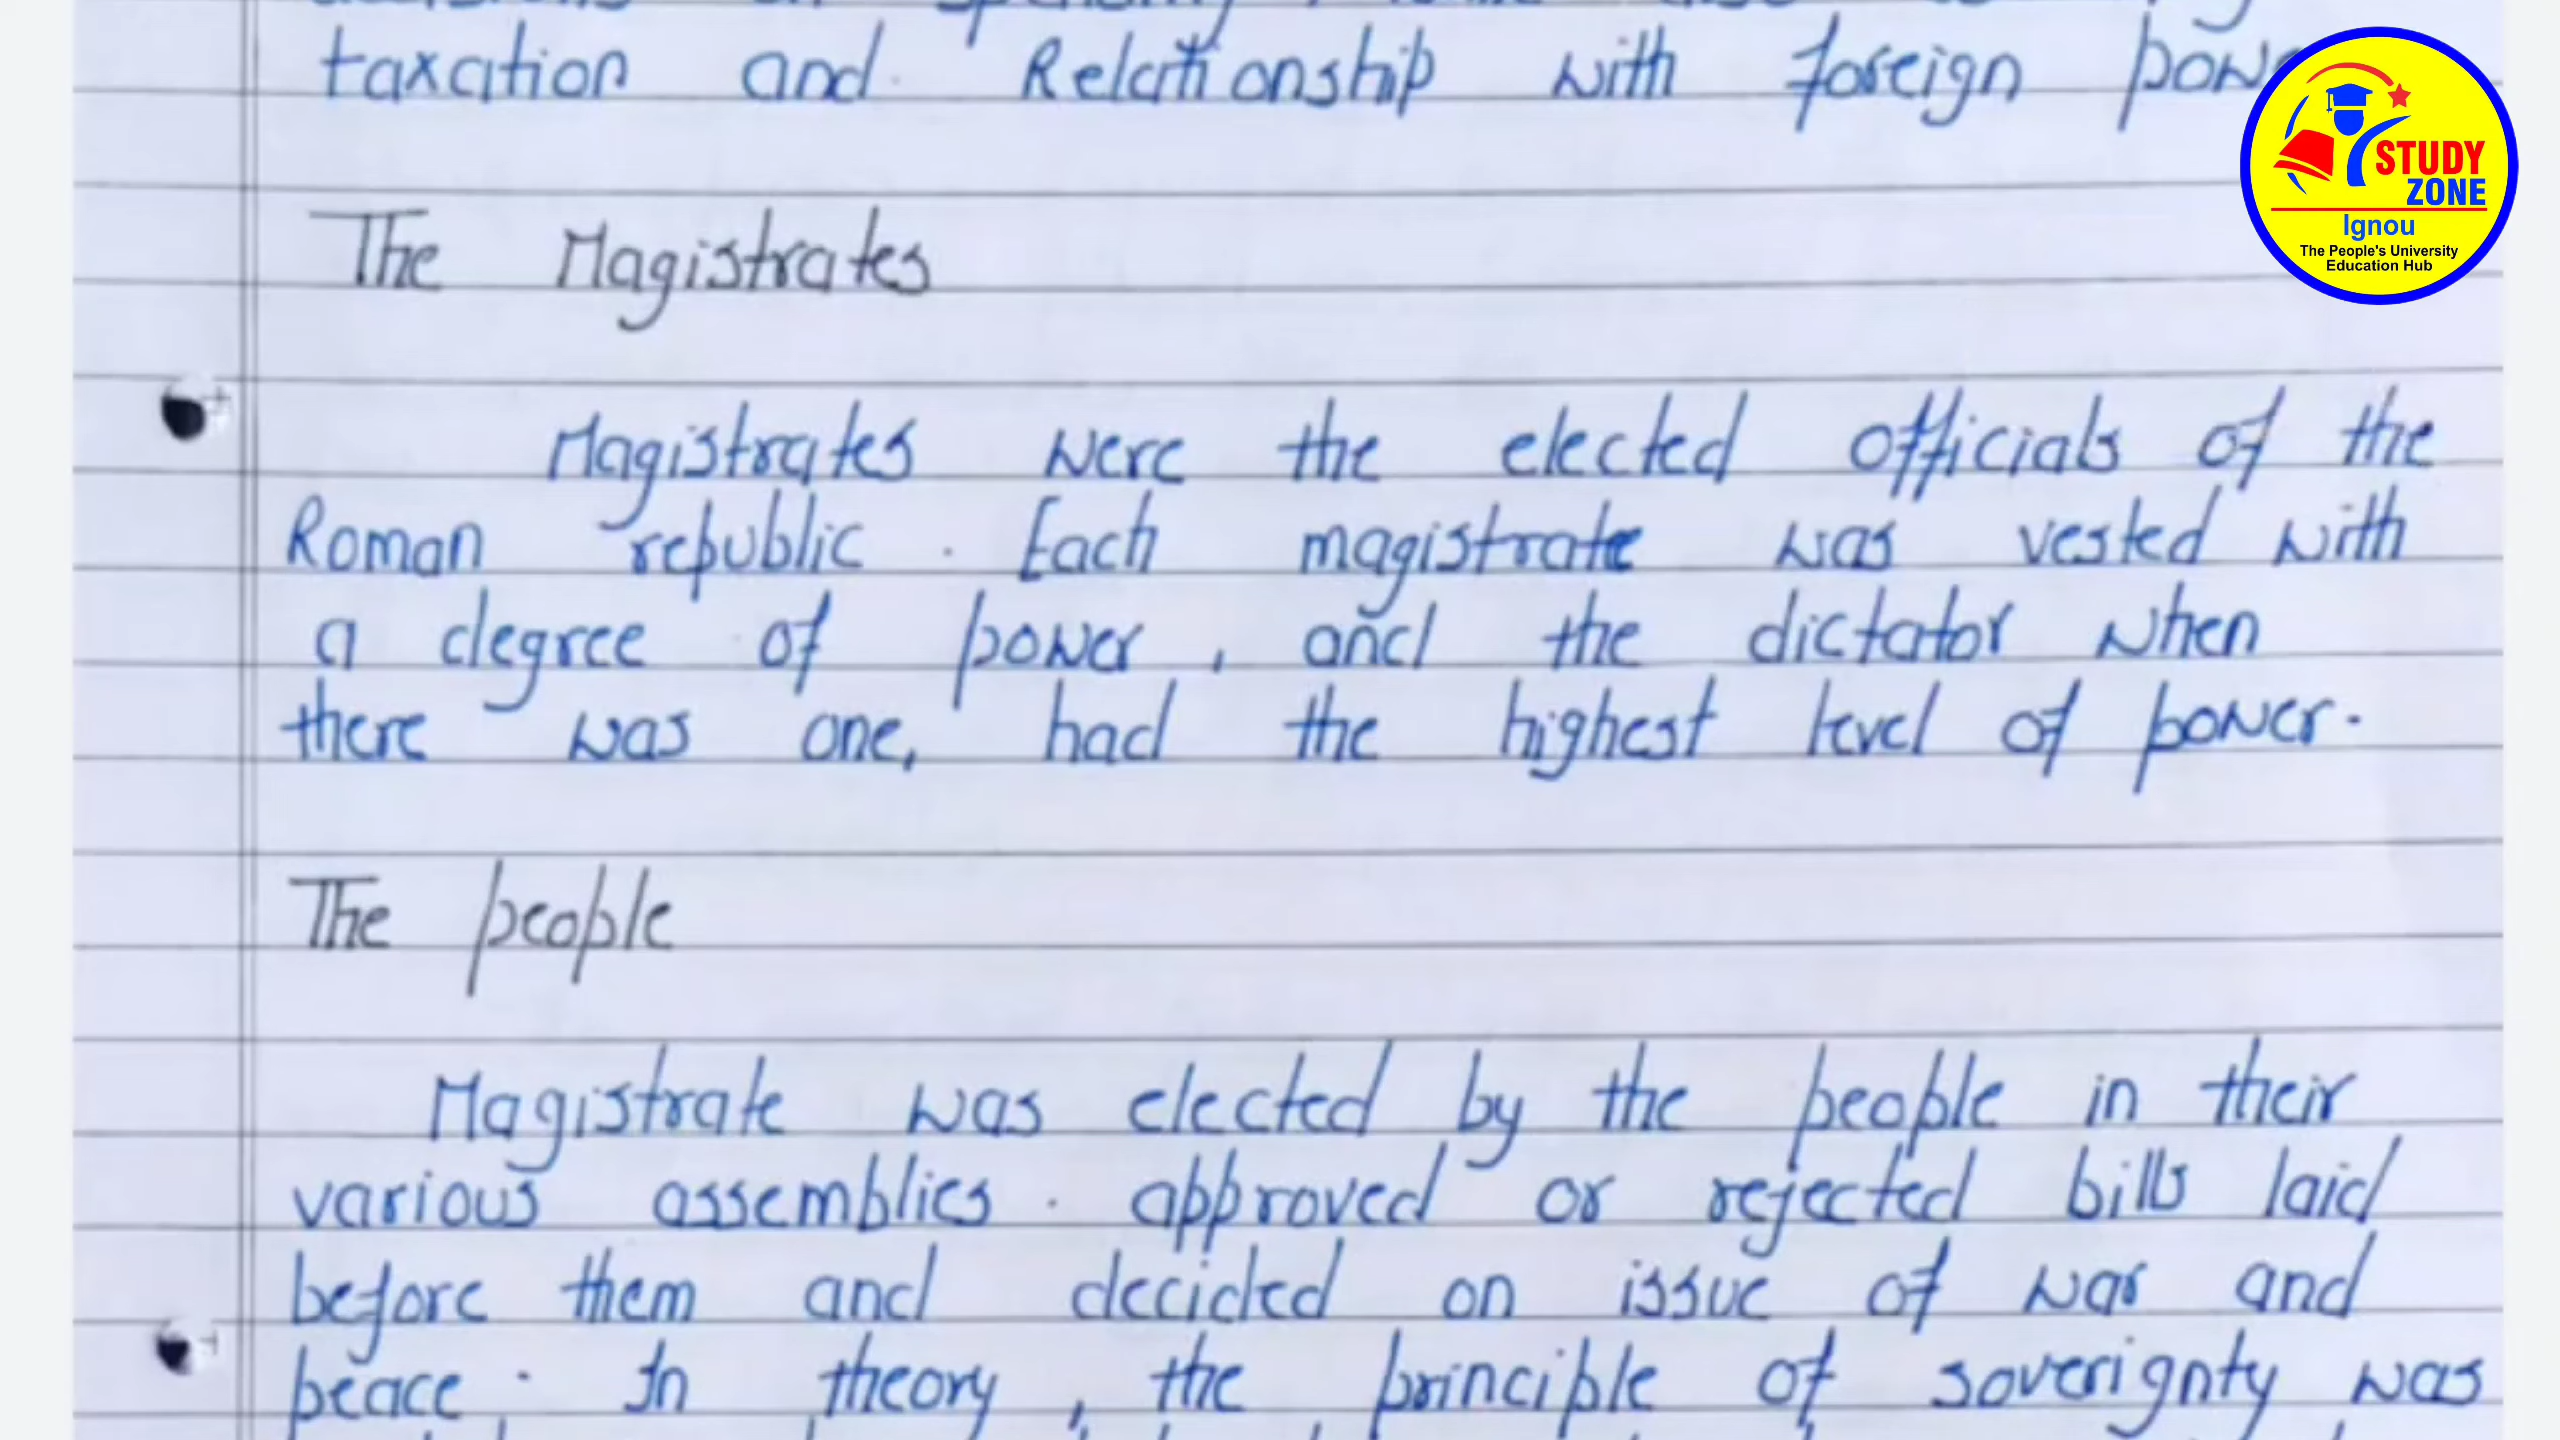 taxation and Relationship with foreign pow
The Magistrates
Magistrates were the elected officials of the
Roman republic. Each magistrate was vested with
a degree of power, and the dictator when
there was one, had the highest level of power.
The people
Magistrate was elected by the people in their
various assemblies. approved or rejected bills laid
before them and decided on issue of war and
peace. In theory, the principle of soverignty was
STUDY
ZONE
Ignou
The People's University
Education Hub